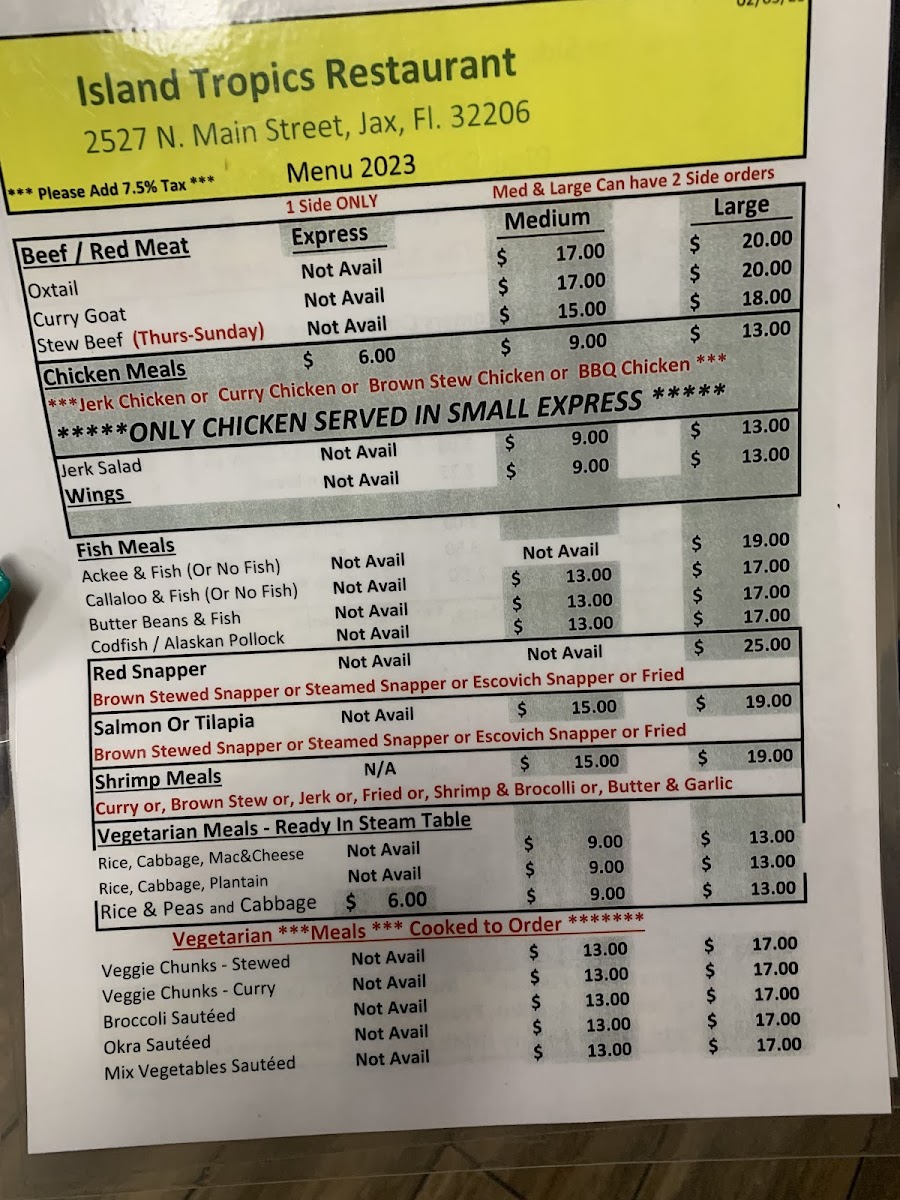 Island Tropics Restaurant
2527 N. Main Street, Jax, Fl. 32206
Menu 2023
*** Please Add 7.5% Tax ***
1 Side ONLY Med & Large Can have 2 Side orders
Beef / Red Meat Express Medium Large
Oxtail Not Avail $ 17.00 $ 20.00
Curry Goat Not Avail $ 17.00 $ 20.00
Stew Beef (Thurs-Sunday) Not Avail $ 15.00 $ 18.00
Chicken Meals $ 6.00 $ 9.00 $ 13.00
***Jerk Chicken or Curry Chicken or Brown Stew Chicken or BBQ Chicken ***
*****ONLY CHICKEN SERVED IN SMALL EXPRESS *****
Jerk Salad Not Avail $ 9.00 $ 13.00
Wings Not Avail $ 9.00 $ 13.00
Fish Meals
Ackee & Fish (Or No Fish) Not Avail Not Avail $ 19.00
Callaloo & Fish (Or No Fish) Not Avail $ 13.00 $ 17.00
Butter Beans & Fish Not Avail $ 13.00 $ 17.00
Codfish / Alaskan Pollock Not Avail $ 13.00 $ 17.00
Red Snapper Not Avail Not Avail $ 25.00
Brown Stewed Snapper or Steamed Snapper or Escovich Snapper or Fried
Salmon Or Tilapia Not Avail $ 15.00 $ 19.00
Brown Stewed Snapper or Steamed Snapper or Escovich Snapper or Fried
Shrimp Meals N/A $ 15.00 $ 19.00
Curry or, Brown Stew or, Jerk or, Fried or, Shrimp & Brocolli or, Butter & Garlic
Vegetarian Meals - Ready In Steam Table
Rice, Cabbage, Mac&Cheese Not Avail $ 9.00 $ 13.00
Rice, Cabbage, Plantain Not Avail $ 9.00 $ 13.00
Rice & Peas and Cabbage $ 6.00 $ 9.00 $ 13.00
Vegetarian ***Meals *** Cooked to Order *******
Veggie Chunks - Stewed Not Avail $ 13.00 $ 17.00
Veggie Chunks - Curry Not Avail $ 13.00 $ 17.00
Broccoli Sautéed Not Avail $ 13.00 $ 17.00
Okra Sautéed Not Avail $ 13.00 $ 17.00
Mix Vegetables Sautéed Not Avail $ 13.00 $ 17.00